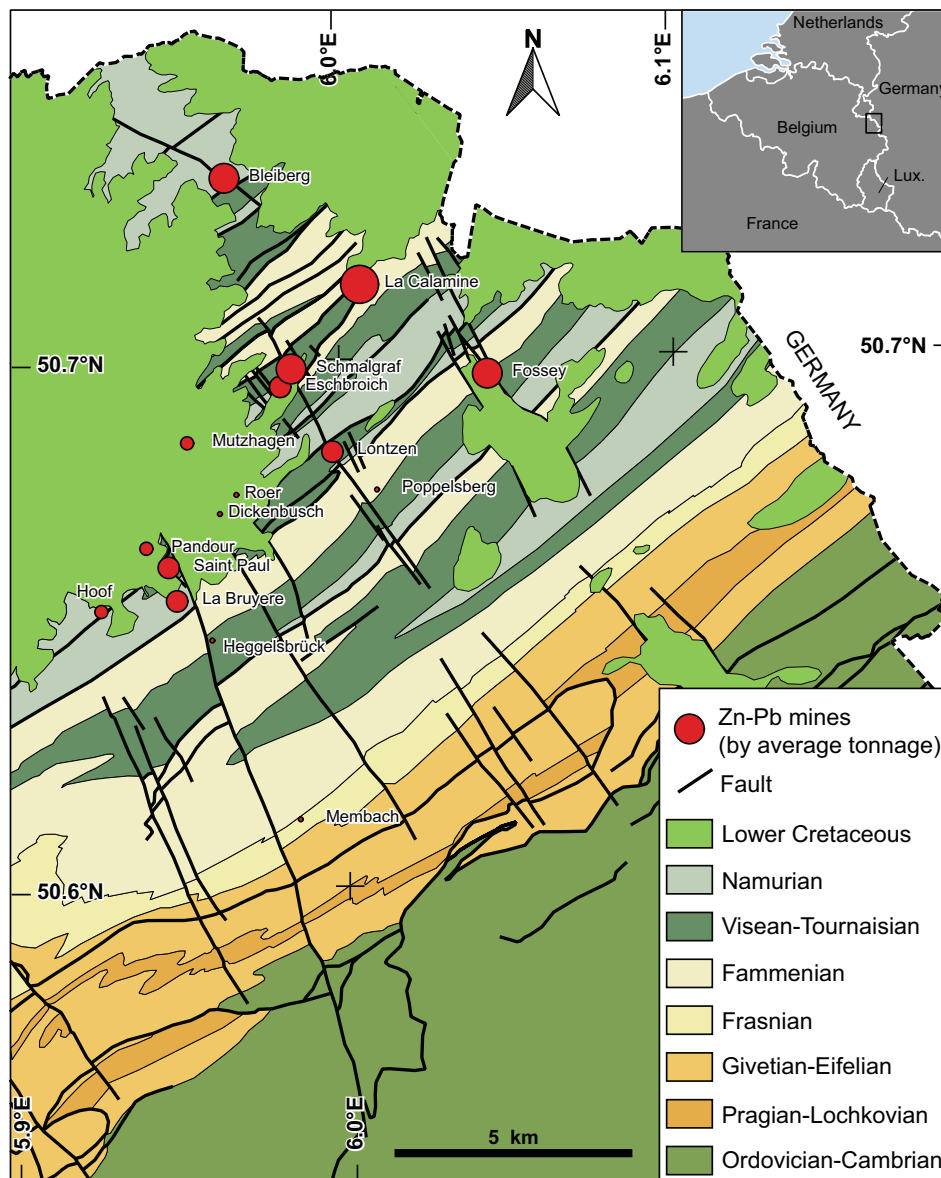 6.0°E
6.1°E
N
Netherlands
Germany
Belgium
Lux.
France
Bleiberg
La Calamine
50.7°N
50.7°N
GERMANY
Schmalgraf
Eschbroich
Fossey
Mutzhagen
Lontzen
Roer
Poppelsberg
Dickenbusch
Pandour
Saint Paul
Hoof
La Bruyere
Heggelsbrück
Membach
50.6°N
5.9°E
6.0°E
5 km
Zn-Pb mines
(by average tonnage)
Fault
Lower Cretaceous
Namurian
Visean-Tournaisian
Fammenian
Frasnian
Givetian-Eifelian
Pragian-Lochkovian
Ordovician-Cambrian